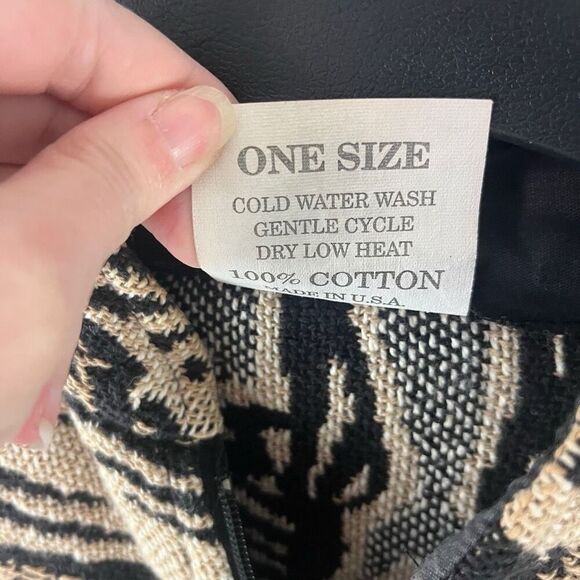 ONE SIZE
COLD WATER WASH
GENTLE CYCLE
DRY LOW HEAT
100% COTTON
MADE IN U.S.A.